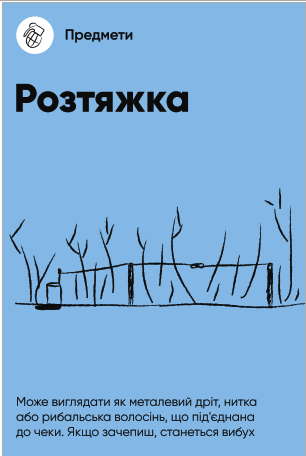 Предмети
Розтяжка
Може виглядати як металевий дріт, нитка
або рибальська волосінь, що під'єднана
до чеки. Якщо зачепиш, станеться вибух